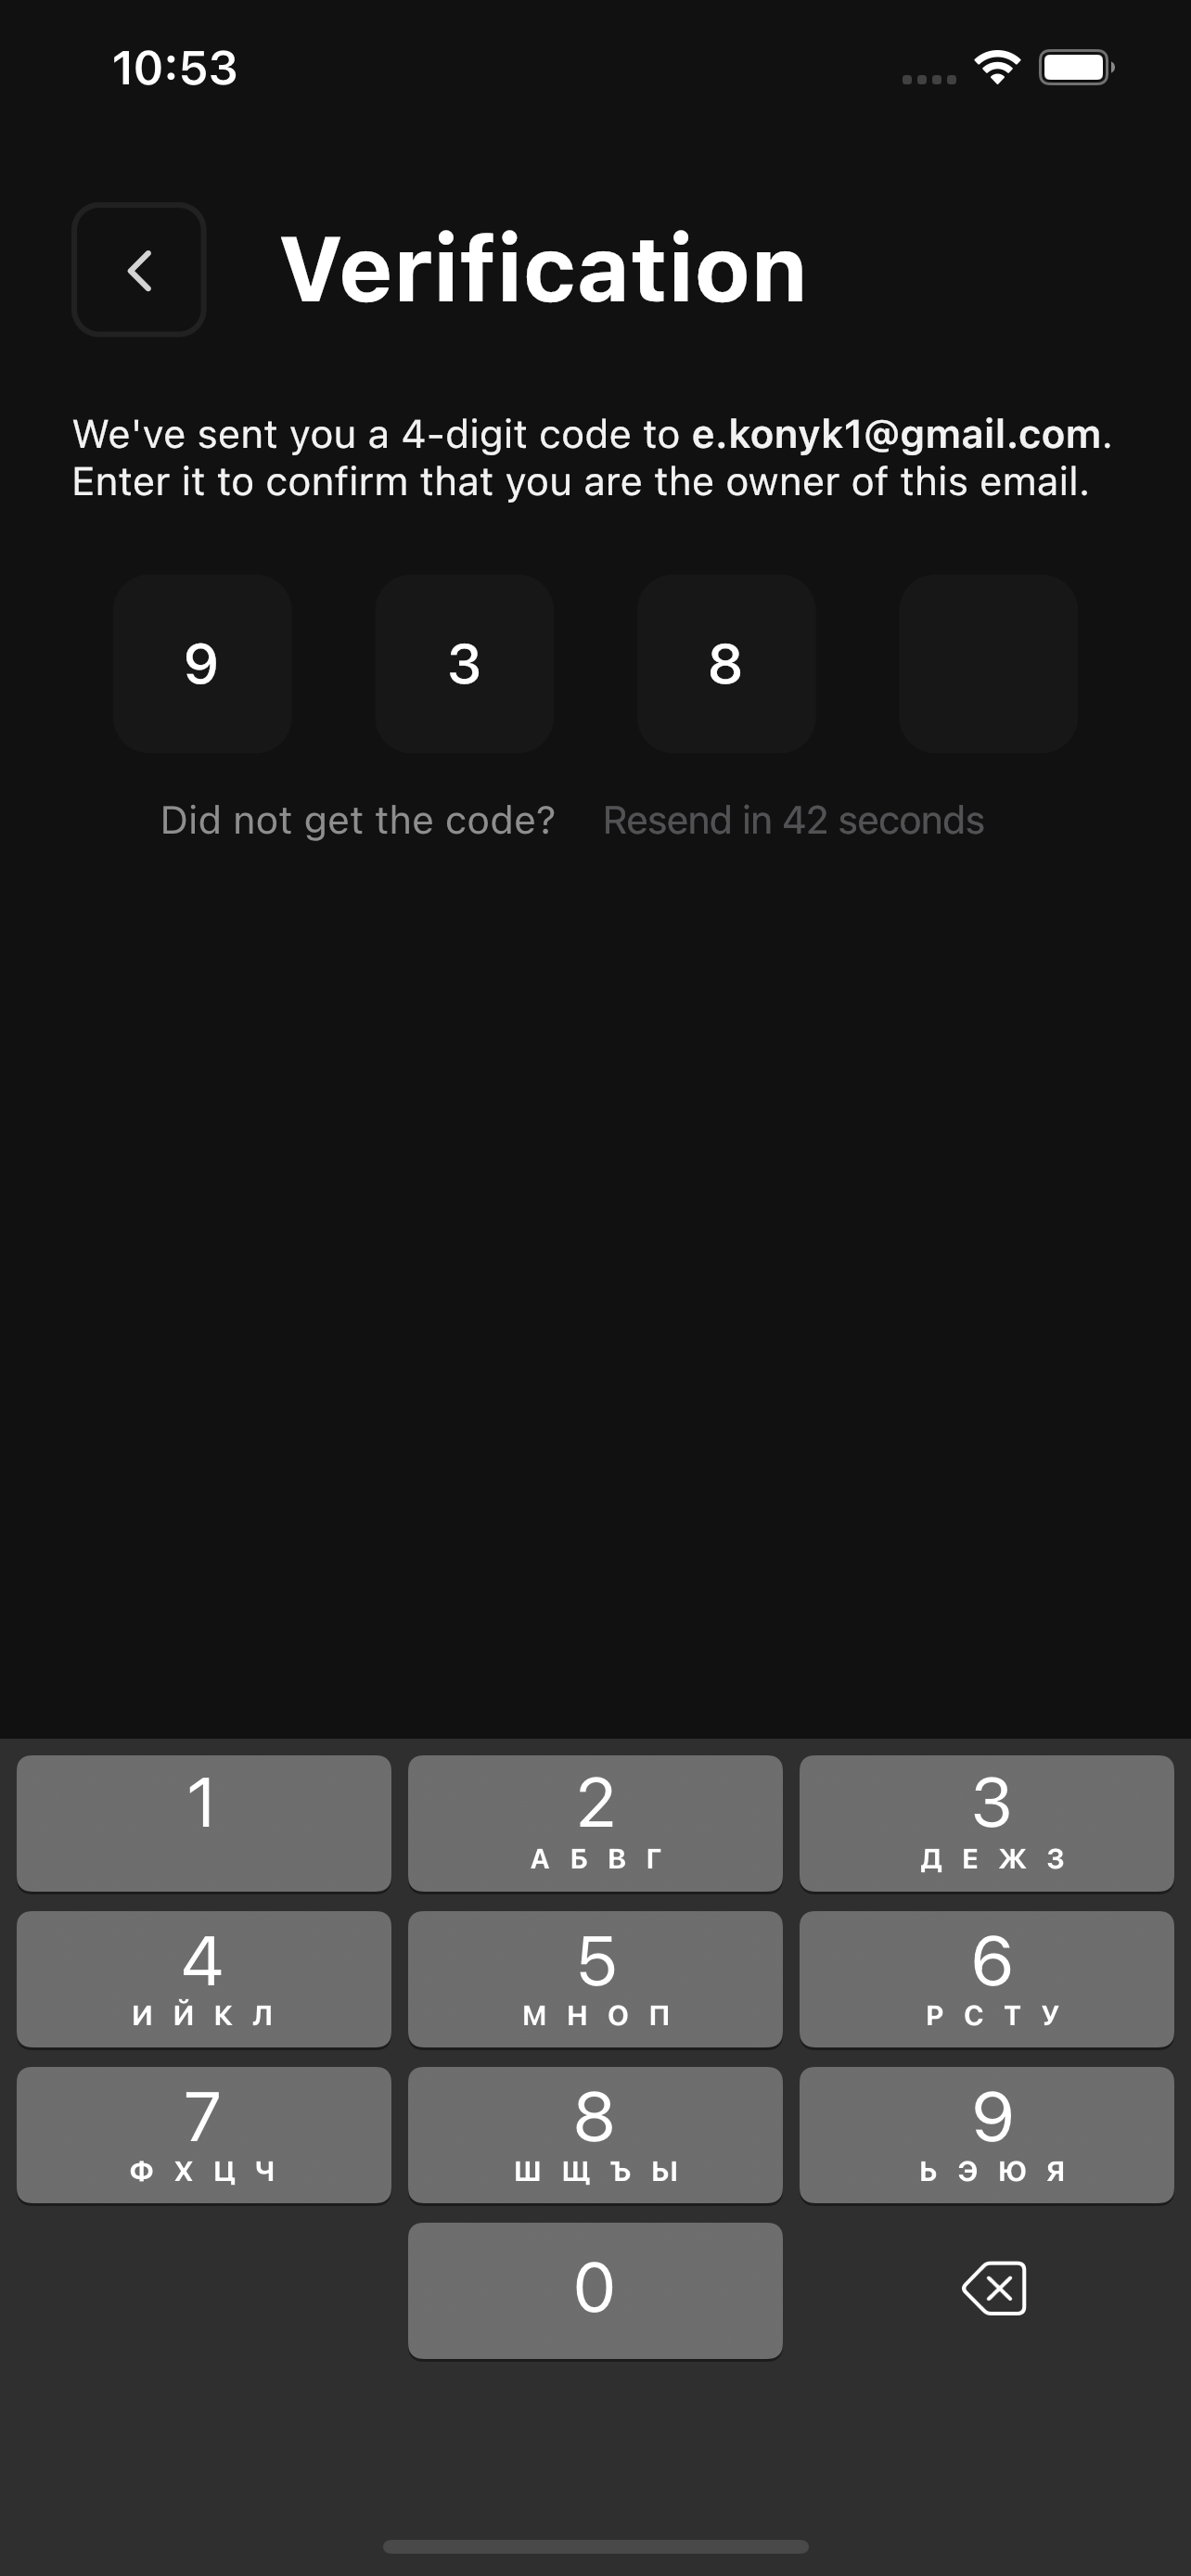 10:53
Verification
We've sent you a 4-digit code to e.konyk1@gmail.com.
Enter it to confirm that you are the owner of this email.
9 3 8
Did not get the code? Resend in 42 seconds
1 2 3
А Б В Г Д Е Ж З
4 5 6
И Й К Л М Н О П Р С Т У
7 8 9
Ф Х Ц Ч Ш Щ Ъ Ы Ь Э Ю Я
0